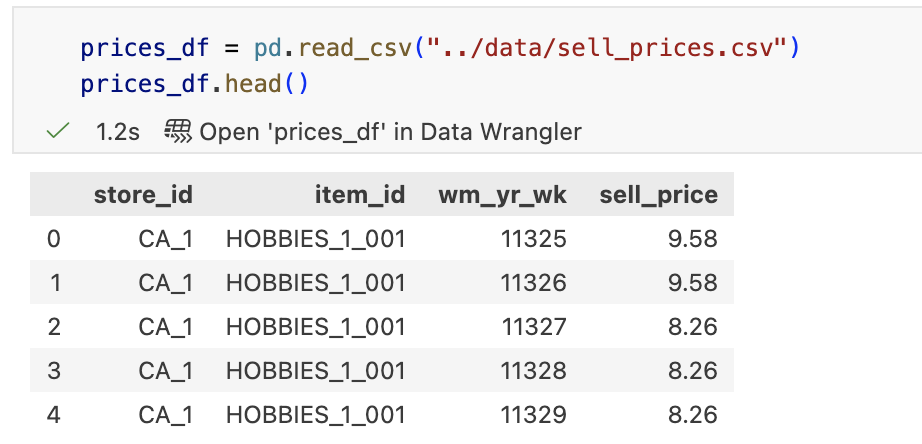 prices_df = pd.read_csv("../data/sell_prices.csv")
prices_df.head()
1.2s Open 'prices_df' in Data Wrangler
store_id item_id wm_yr_wk sell_price
0 CA_1 HOBBIES_1_001 11325 9.58
1 CA_1 HOBBIES_1_001 11326 9.58
2 CA_1 HOBBIES_1_001 11327 8.26
3 CA_1 HOBBIES_1_001 11328 8.26
4 CA_1 HOBBIES_1_001 11329 8.26